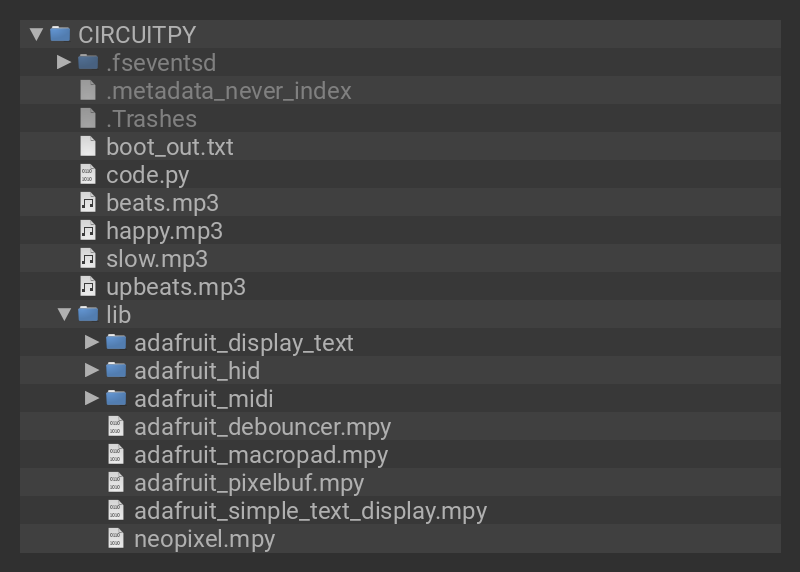 CIRCUITPY
.fseventsd
.metadata_never_index
.Trashes
boot_out.txt
code.py
beats.mp3
happy.mp3
slow.mp3
upbeats.mp3
lib
adafruit_display_text
adafruit_hid
adafruit_midi
adafruit_debouncer.mpy
adafruit_macropad.mpy
adafruit_pixelbuf.mpy
adafruit_simple_text_display.mpy
neopixel.mpy